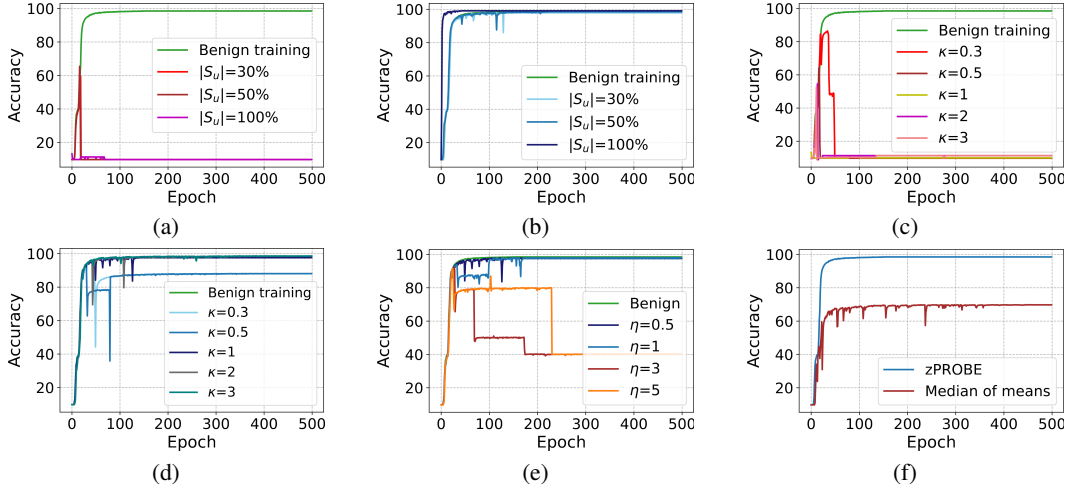 100
80
60
40
20
Accuracy
Benign training
|Sᵤ|=30%
|Sᵤ|=50%
|Sᵤ|=100%
0 100 200 300 400 500
Epoch
(a)
100
80
60
40
20
Accuracy
Benign training
|Sᵤ|=30%
|Sᵤ|=50%
|Sᵤ|=100%
0 100 200 300 400 500
Epoch
(b)
100
80
60
40
20
Accuracy
Benign training
κ=0.3
κ=0.5
κ=1
κ=2
κ=3
0 100 200 300 400 500
Epoch
(c)
100
80
60
40
20
Accuracy
Benign training
κ=0.3
κ=0.5
κ=1
κ=2
κ=3
0 100 200 300 400 500
Epoch
(d)
100
80
60
40
20
Accuracy
Benign
η=0.5
η=1
η=3
η=5
0 100 200 300 400 500
Epoch
(e)
100
80
60
40
20
Accuracy
zPROBE
Median of means
0 100 200 300 400 500
Epoch
(f)